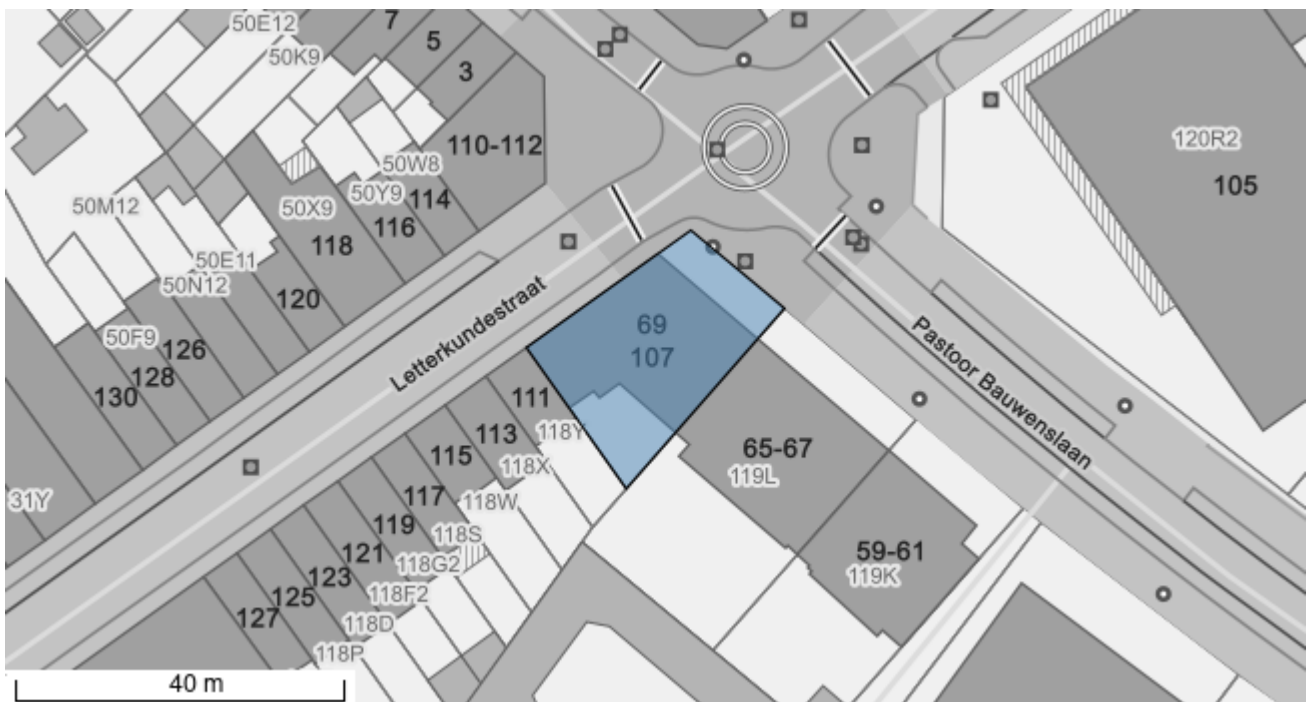 7
5
3
50E12
50K9
110-112
50W8
50Y9
114
116
50X9
118
50M12
50E11
50N12
120
50F9
126
128
130
31Y
120R2
105
Letterkundestraat
Pastoor Bauwenslaan
69
107
111
118Y
113
118X
115
118W
117
118S
119
118G2
121
118F2
123
118D
125
118P
127
65-67
119L
59-61
119K
40 m